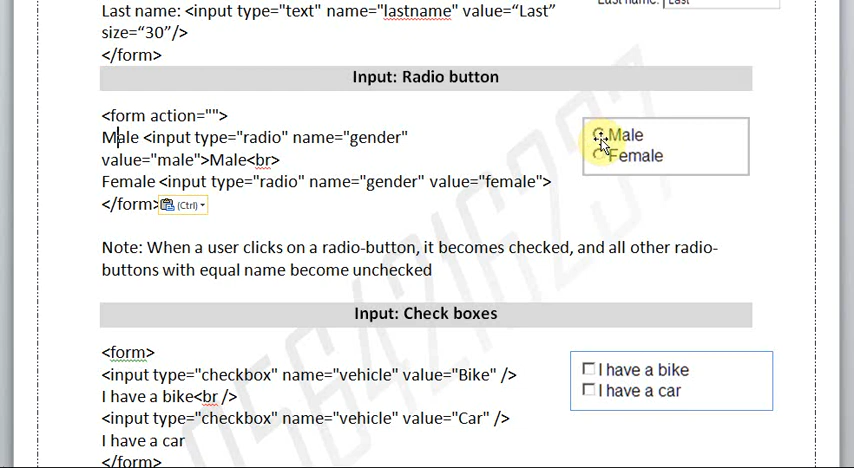 Last name: <input type="text" name="lastname" value=“Last”
size=“30”/>
</form>
Last name: Last
Input: Radio button
<form action="">
Male <input type="radio" name="gender"
value="male">Male<br>
Female <input type="radio" name="gender" value="female">
</form>
(Ctrl)
Male
Female
Note: When a user clicks on a radio-button, it becomes checked, and all other radio-
buttons with equal name become unchecked
Input: Check boxes
<form>
<input type="checkbox" name="vehicle" value="Bike" />
I have a bike<br />
<input type="checkbox" name="vehicle" value="Car" />
I have a car
</form>
I have a bike
I have a car
0564216237